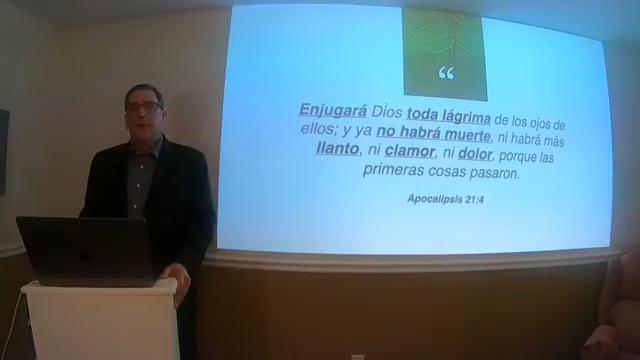 “
Enjugará Dios toda lágrima de los ojos de
ellos; y ya no habrá muerte, ni habrá más
llanto, ni clamor, ni dolor, porque las
primeras cosas pasaron.
Apocalipsis 21:4